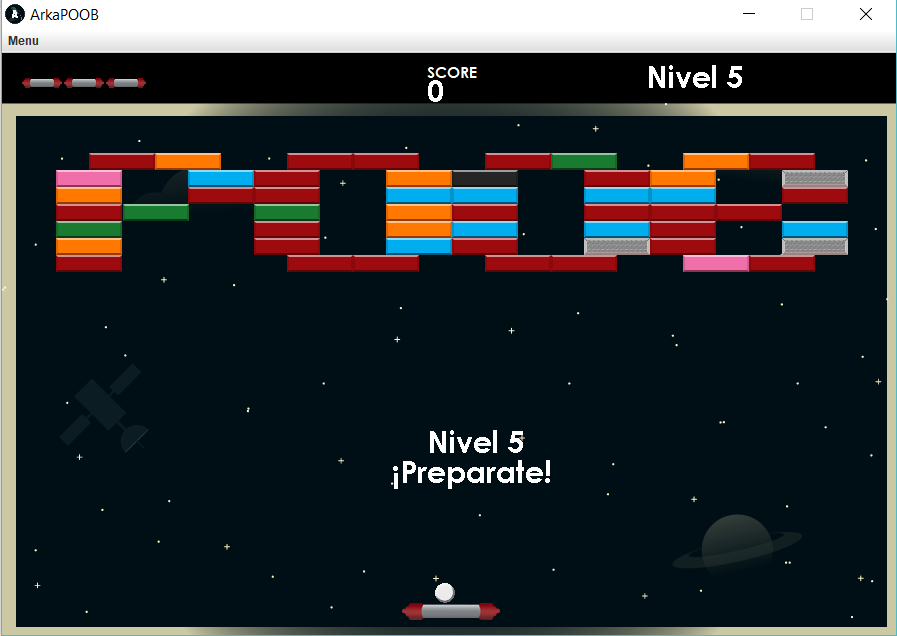 ArkaPOOB
Menu
SCORE
0
Nivel 5
Nivel 5
¡Preparate!